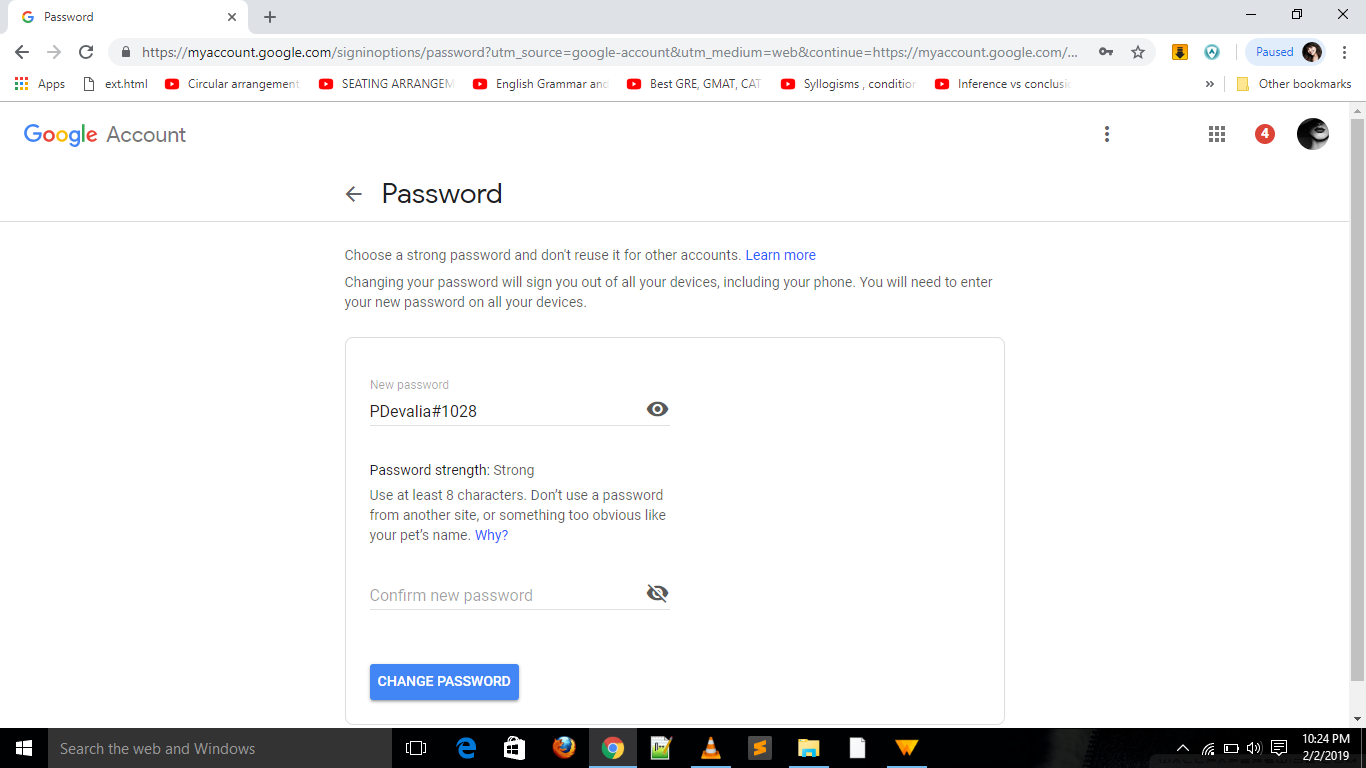 Password
https://myaccount.google.com/signinoptions/password?utm_source=google-account&utm_medium=web&continue=https://myaccount.google.com/...
Paused
Apps
ext.html
Circular arrangement
SEATING ARRANGEM
English Grammar and
Best GRE, GMAT, CAT
Syllogisms , condition
Inference vs conclusio
»
Other bookmarks
Google Account
4
Password
Choose a strong password and don't reuse it for other accounts. Learn more
Changing your password will sign you out of all your devices, including your phone. You will need to enter
your new password on all your devices.
New password
PDevalia#1028
Password strength: Strong
Use at least 8 characters. Don't use a password
from another site, or something too obvious like
your pet's name. Why?
Confirm new password
CHANGE PASSWORD
Search the web and Windows
10:24 PM
2/2/2019